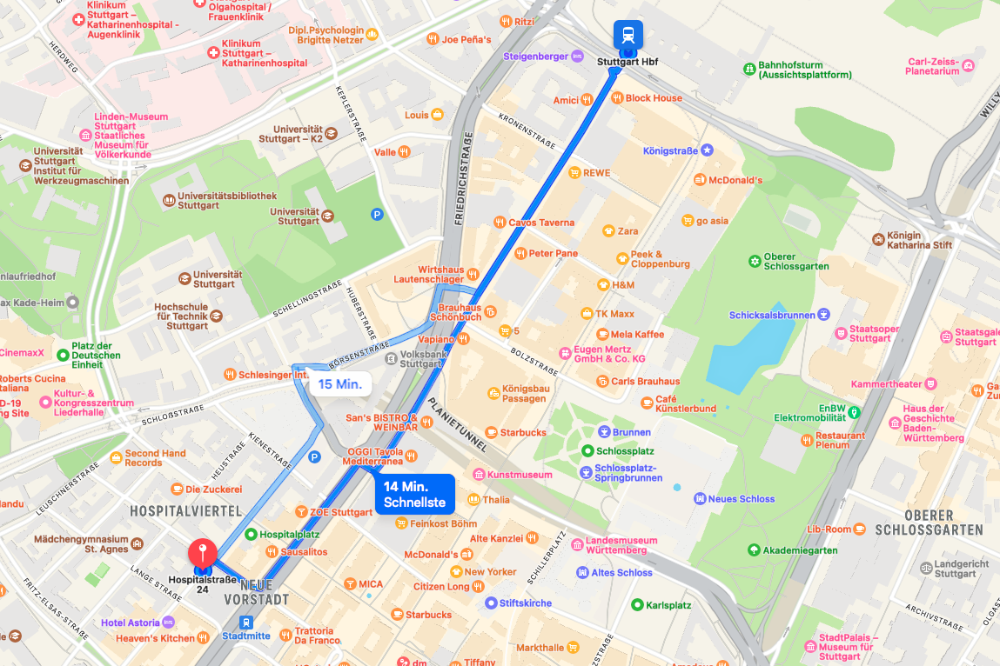 Klinikum
Stuttgart –
Katharinenhospital -
Augenklinik
Stuttgart
Olgahospital /
Frauenklinik
Klinikum
Stuttgart –
Katharinenhospital
Dipl.Psychologin
Brigitte Netzer
Ritzi
Joe Peña's
Steigenberger
Stuttgart Hbf
Bahnhofsturm
(Aussichtsplattform)
Carl-Zeiss-
Planetarium
WILLY
HERDWEG
KEPLERSTRASSE
Amici
Block House
Louis
KRONENSTRAßE
Linden-Museum
Stuttgart
Staatliches
Museum für
Völkerkunde
Universität
Stuttgart – K2
Valle
Königstraße
Universität
Stuttgart
Institut für
Werkzeugmaschinen
FRIEDRICHSTRAßE
REWE
McDonald's
Universitätsbibliothek
Stuttgart
Universität
Stuttgart
P
Cavos Taverna
Zara
go asia
Königin
Katharina Stift
Peter Pane
Peek &
Cloppenburg
Oberer
Schlossgarten
nlaufriedhof
Universität
Stuttgart
Wirtshaus
Lautenschlager
H&M
SCHELLINGSTRAßE
HUBERSTRAßE
ax Kade-Heim
Hochschule
für Technik
Stuttgart
Brauhaus
Schönbuch
TK Maxx
Schicksalsbrunnen
5
Mela Kaffee
Staatsoper
Stuttgart
Staatsgale
Stuttgart
CinemaxX
Platz der
Deutschen
Einheit
Vapiano
Eugen Mertz
GmbH & Co. KG
BÖRSENSTRAßE
Volksbank
Stuttgart
BOLZSTRAßE
Roberts Cucina
Italiana
Schlesinger Int.
15 Min.
Carls Brauhaus
Kammertheater
Königsbau
Passagen
Café
Künstlerbund
D-19
ng Site
Kultur- &
Kongresszentrum
Liederhalle
SCHLOßSTRAßE
San's BISTRO &
WEINBAR
PLANIETUNNEL
EnBW
Elektromobilität
Haus der
Geschichte
Baden-
Württemberg
Starbucks
Brunnen
Restaurant
Plenum
KIENESTRAßE
HEUSTRAßE
Second Hand
Records
P
OGGI Tavola
Mediterranea
Schlossplatz
Schlossplatz-
Springbrunnen
Kunstmuseum
LEUSCHNERSTRAßE
Die Zuckerei
14 Min.
Schnellste
Thalia
Neues Schloss
HOSPITALVIERTEL
ZOE Stuttgart
Feinkost Böhm
OBERER
SCHLOSSGARTEN
Lib-Room
Hospitalplatz
Alte Kanzlei
Mädchengymnasium
St. Agnes
Sausalitos
McDonald's
Landesmuseum
Württemberg
Akademiegarten
SCHILLERPLATZ
Landgericht
Stuttgart
LANGE STRAßE
Hospitalstraße
24
New Yorker
Altes Schloss
NEUE
VORSTADT
MICA
Citizen Long
FRITZ-ELSAS-STRAßE
Stiftskirche
Karlsplatz
ARCHIVSTRAßE
OLGAST
Hotel Astoria
Starbucks
Heaven's Kitchen
Stadtmitte
Trattoria
Da Franco
Markthalle
StadtPalais –
Museum für
Stuttgart
dm
Tiffany